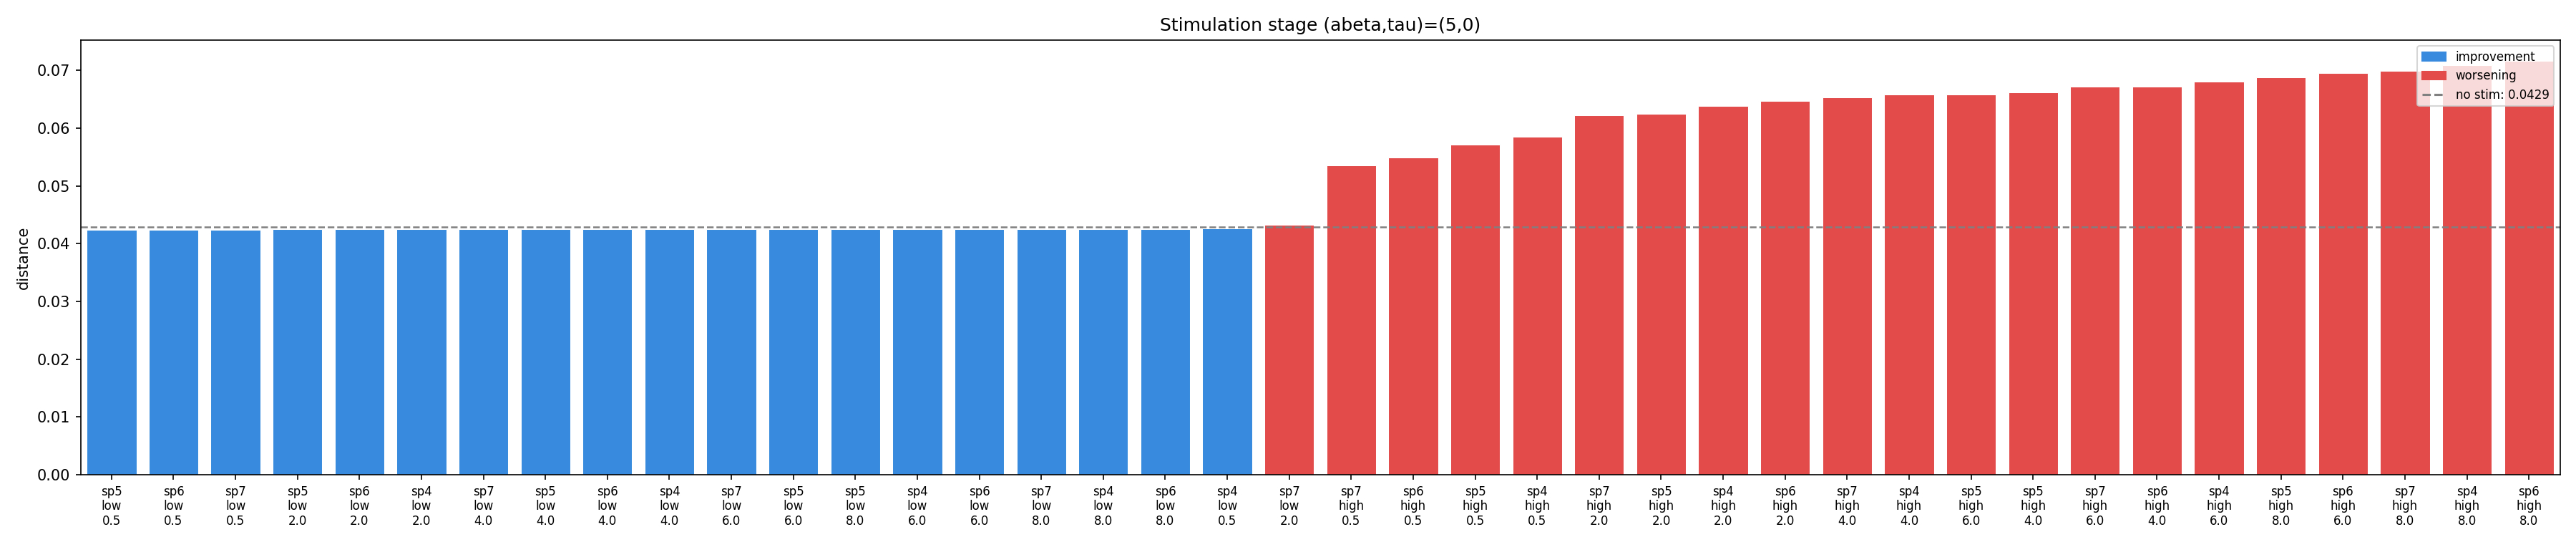 Stimulation stage (abeta,tau)=(5,0)
improvement
worsening
no stim: 0.0429
distance
0.07
0.06
0.05
0.04
0.03
0.02
0.01
0.00
sp5 sp6 sp7 sp5 sp6 sp4 sp7 sp5 sp6 sp4 sp7 sp5 sp5 sp4 sp6 sp7 sp4 sp6 sp4 sp7 sp7 sp6 sp5 sp4 sp7 sp5 sp4 sp6 sp7 sp4 sp5 sp5 sp7 sp6 sp4 sp5 sp6 sp7 sp4 sp6
low low low low low low low low low low low low low low low low low low low low high high high high high high high high high high high high high high high high high high high high
0.5 0.5 0.5 2.0 2.0 2.0 4.0 4.0 4.0 4.0 6.0 6.0 8.0 6.0 6.0 8.0 8.0 8.0 0.5 2.0 0.5 0.5 0.5 0.5 2.0 2.0 2.0 2.0 4.0 4.0 6.0 4.0 6.0 4.0 6.0 8.0 6.0 8.0 8.0 8.0